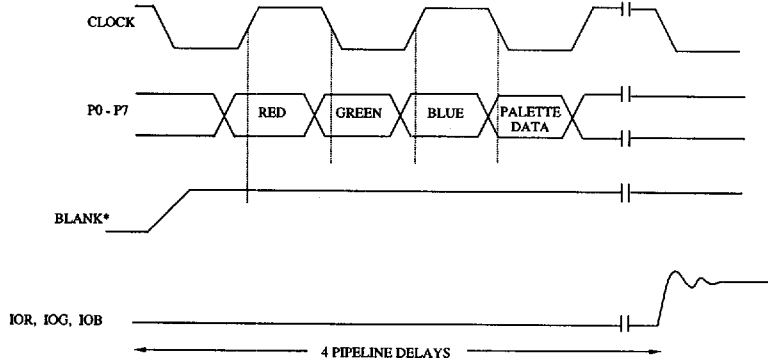 CLOCK
P0 - P7
RED
GREEN
BLUE
PALETTE
DATA
BLANK*
IOR, IOG, IOB
4 PIPELINE DELAYS